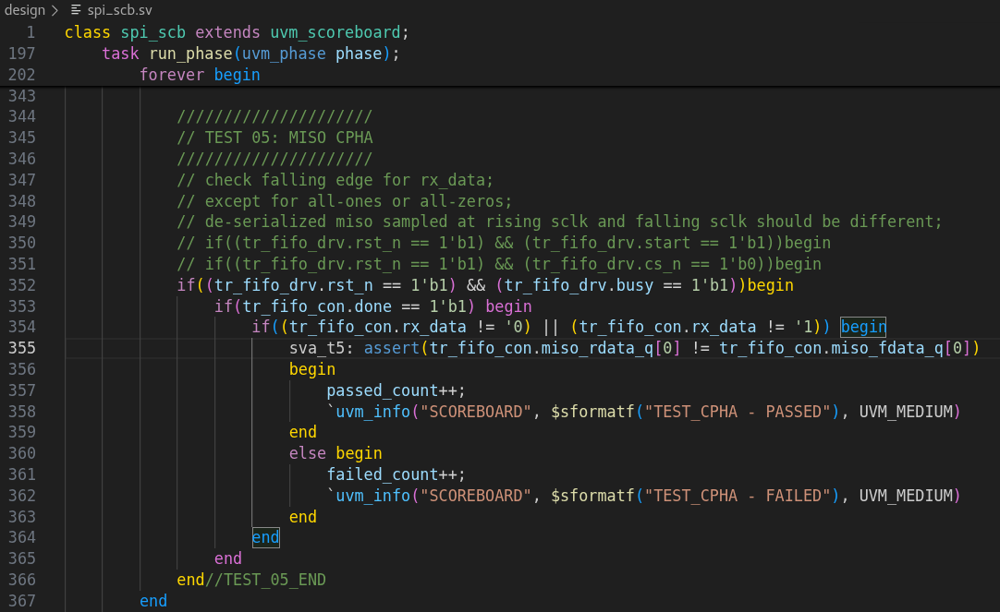 design > spi_scb.sv
1 class spi_scb extends uvm_scoreboard;
197 task run_phase(uvm_phase phase);
202 forever begin
343
344 /////////////////////
345 // TEST 05: MISO CPHA
346 /////////////////////
347 // check falling edge for rx_data;
348 // except for all-ones or all-zeros;
349 // de-serialized miso sampled at rising sclk and falling sclk should be different;
350 // if((tr_fifo_drv.rst_n == 1'b1) && (tr_fifo_drv.start == 1'b1))begin
351 // if((tr_fifo_drv.rst_n == 1'b1) && (tr_fifo_drv.cs_n == 1'b0))begin
352 if((tr_fifo_drv.rst_n == 1'b1) && (tr_fifo_drv.busy == 1'b1))begin
353 if(tr_fifo_con.done == 1'b1) begin
354 if((tr_fifo_con.rx_data != '0) || (tr_fifo_con.rx_data != '1)) begin
355 sva_t5: assert(tr_fifo_con.miso_rdata_q[0] != tr_fifo_con.miso_fdata_q[0])
356 begin
357 passed_count++;
358 `uvm_info("SCOREBOARD", $sformatf("TEST_CPHA - PASSED"), UVM_MEDIUM)
359 end
360 else begin
361 failed_count++;
362 `uvm_info("SCOREBOARD", $sformatf("TEST_CPHA - FAILED"), UVM_MEDIUM)
363 end
364 end
365 end
366 end//TEST_05_END
367 end